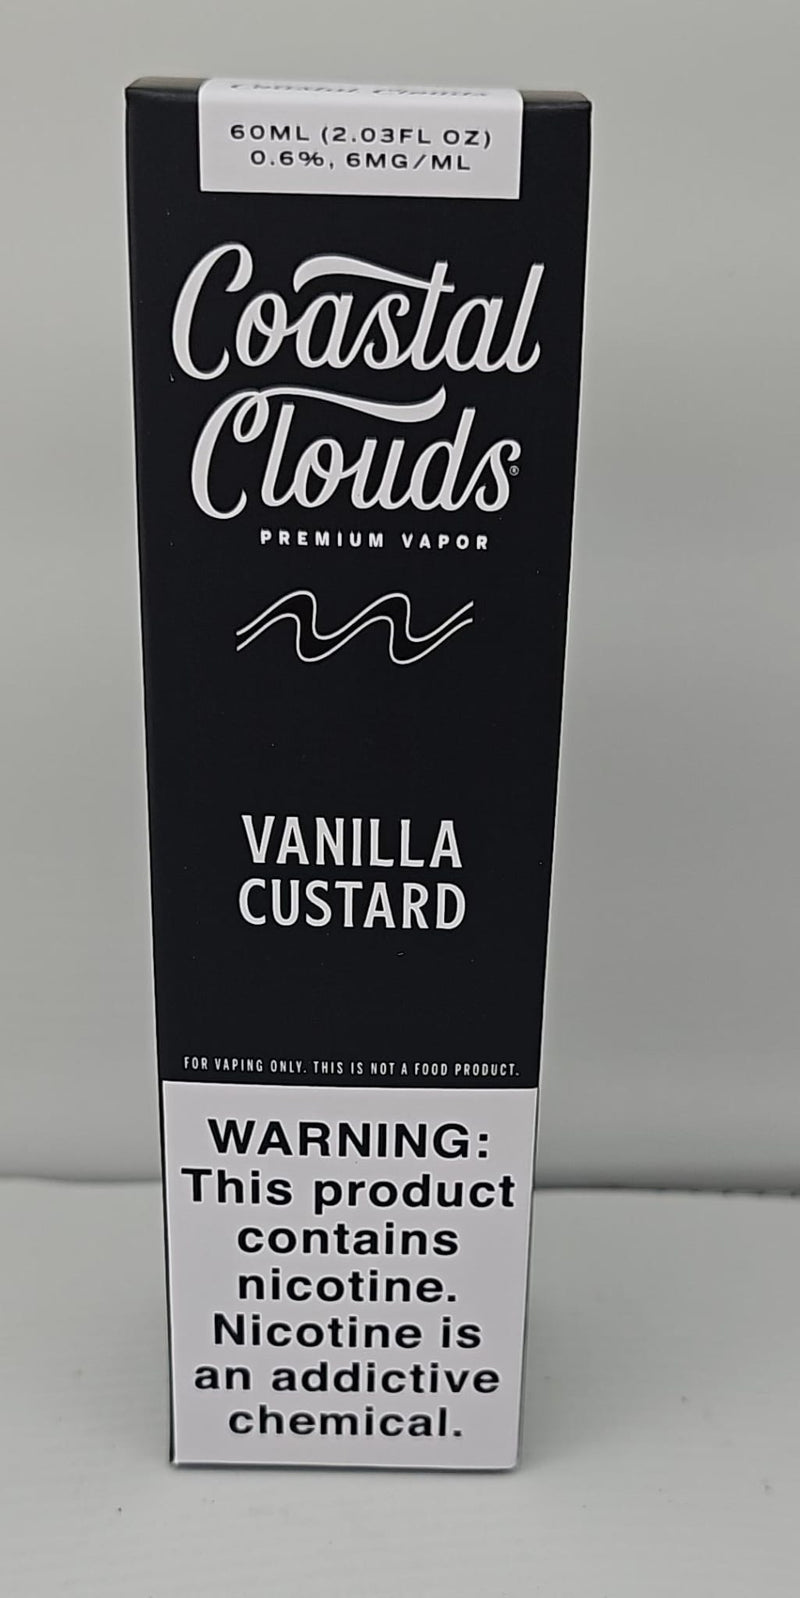 60ML (2.03FL OZ)
0.6%, 6MG/ML
Coastal
Clouds®
PREMIUM VAPOR
VANILLA
CUSTARD
FOR VAPING ONLY. THIS IS NOT A FOOD PRODUCT.
WARNING:
This product
contains
nicotine.
Nicotine is
an addictive
chemical.